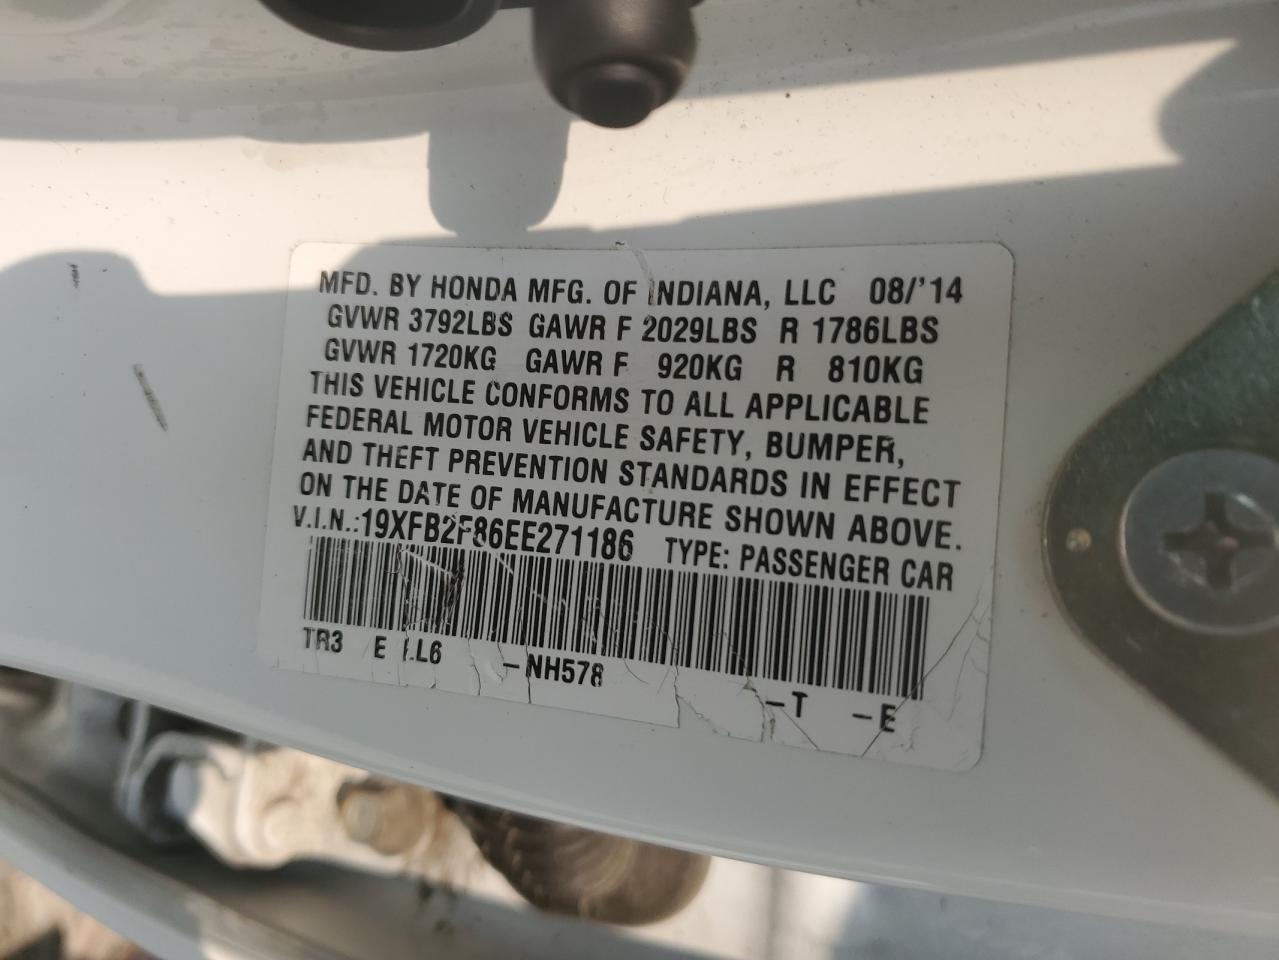 MFD. BY HONDA MFG. OF INDIANA, LLC 08/'14
GVWR 3792LBS GAWR F 2029LBS R 1786LBS
GVWR 1720KG GAWR F 920KG R 810KG
THIS VEHICLE CONFORMS TO ALL APPLICABLE
FEDERAL MOTOR VEHICLE SAFETY, BUMPER,
AND THEFT PREVENTION STANDARDS IN EFFECT
ON THE DATE OF MANUFACTURE SHOWN ABOVE.
V.I.N.:19XFB2F86EE271186 TYPE: PASSENGER CAR
TR3 E LL6 -NH578 -T -E